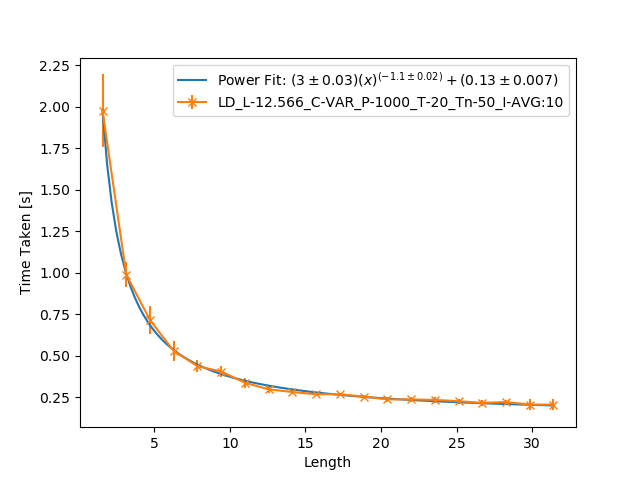 2.25
2.00
1.75
1.50
1.25
1.00
0.75
0.50
0.25
Time Taken [s]
Power Fit: (3 ± 0.03)(x)^(−1.1 ± 0.02) + (0.13 ± 0.007)
LD_L-12.566_C-VAR_P-1000_T-20_Tn-50_I-AVG:10
5 10 15 20 25 30
Length